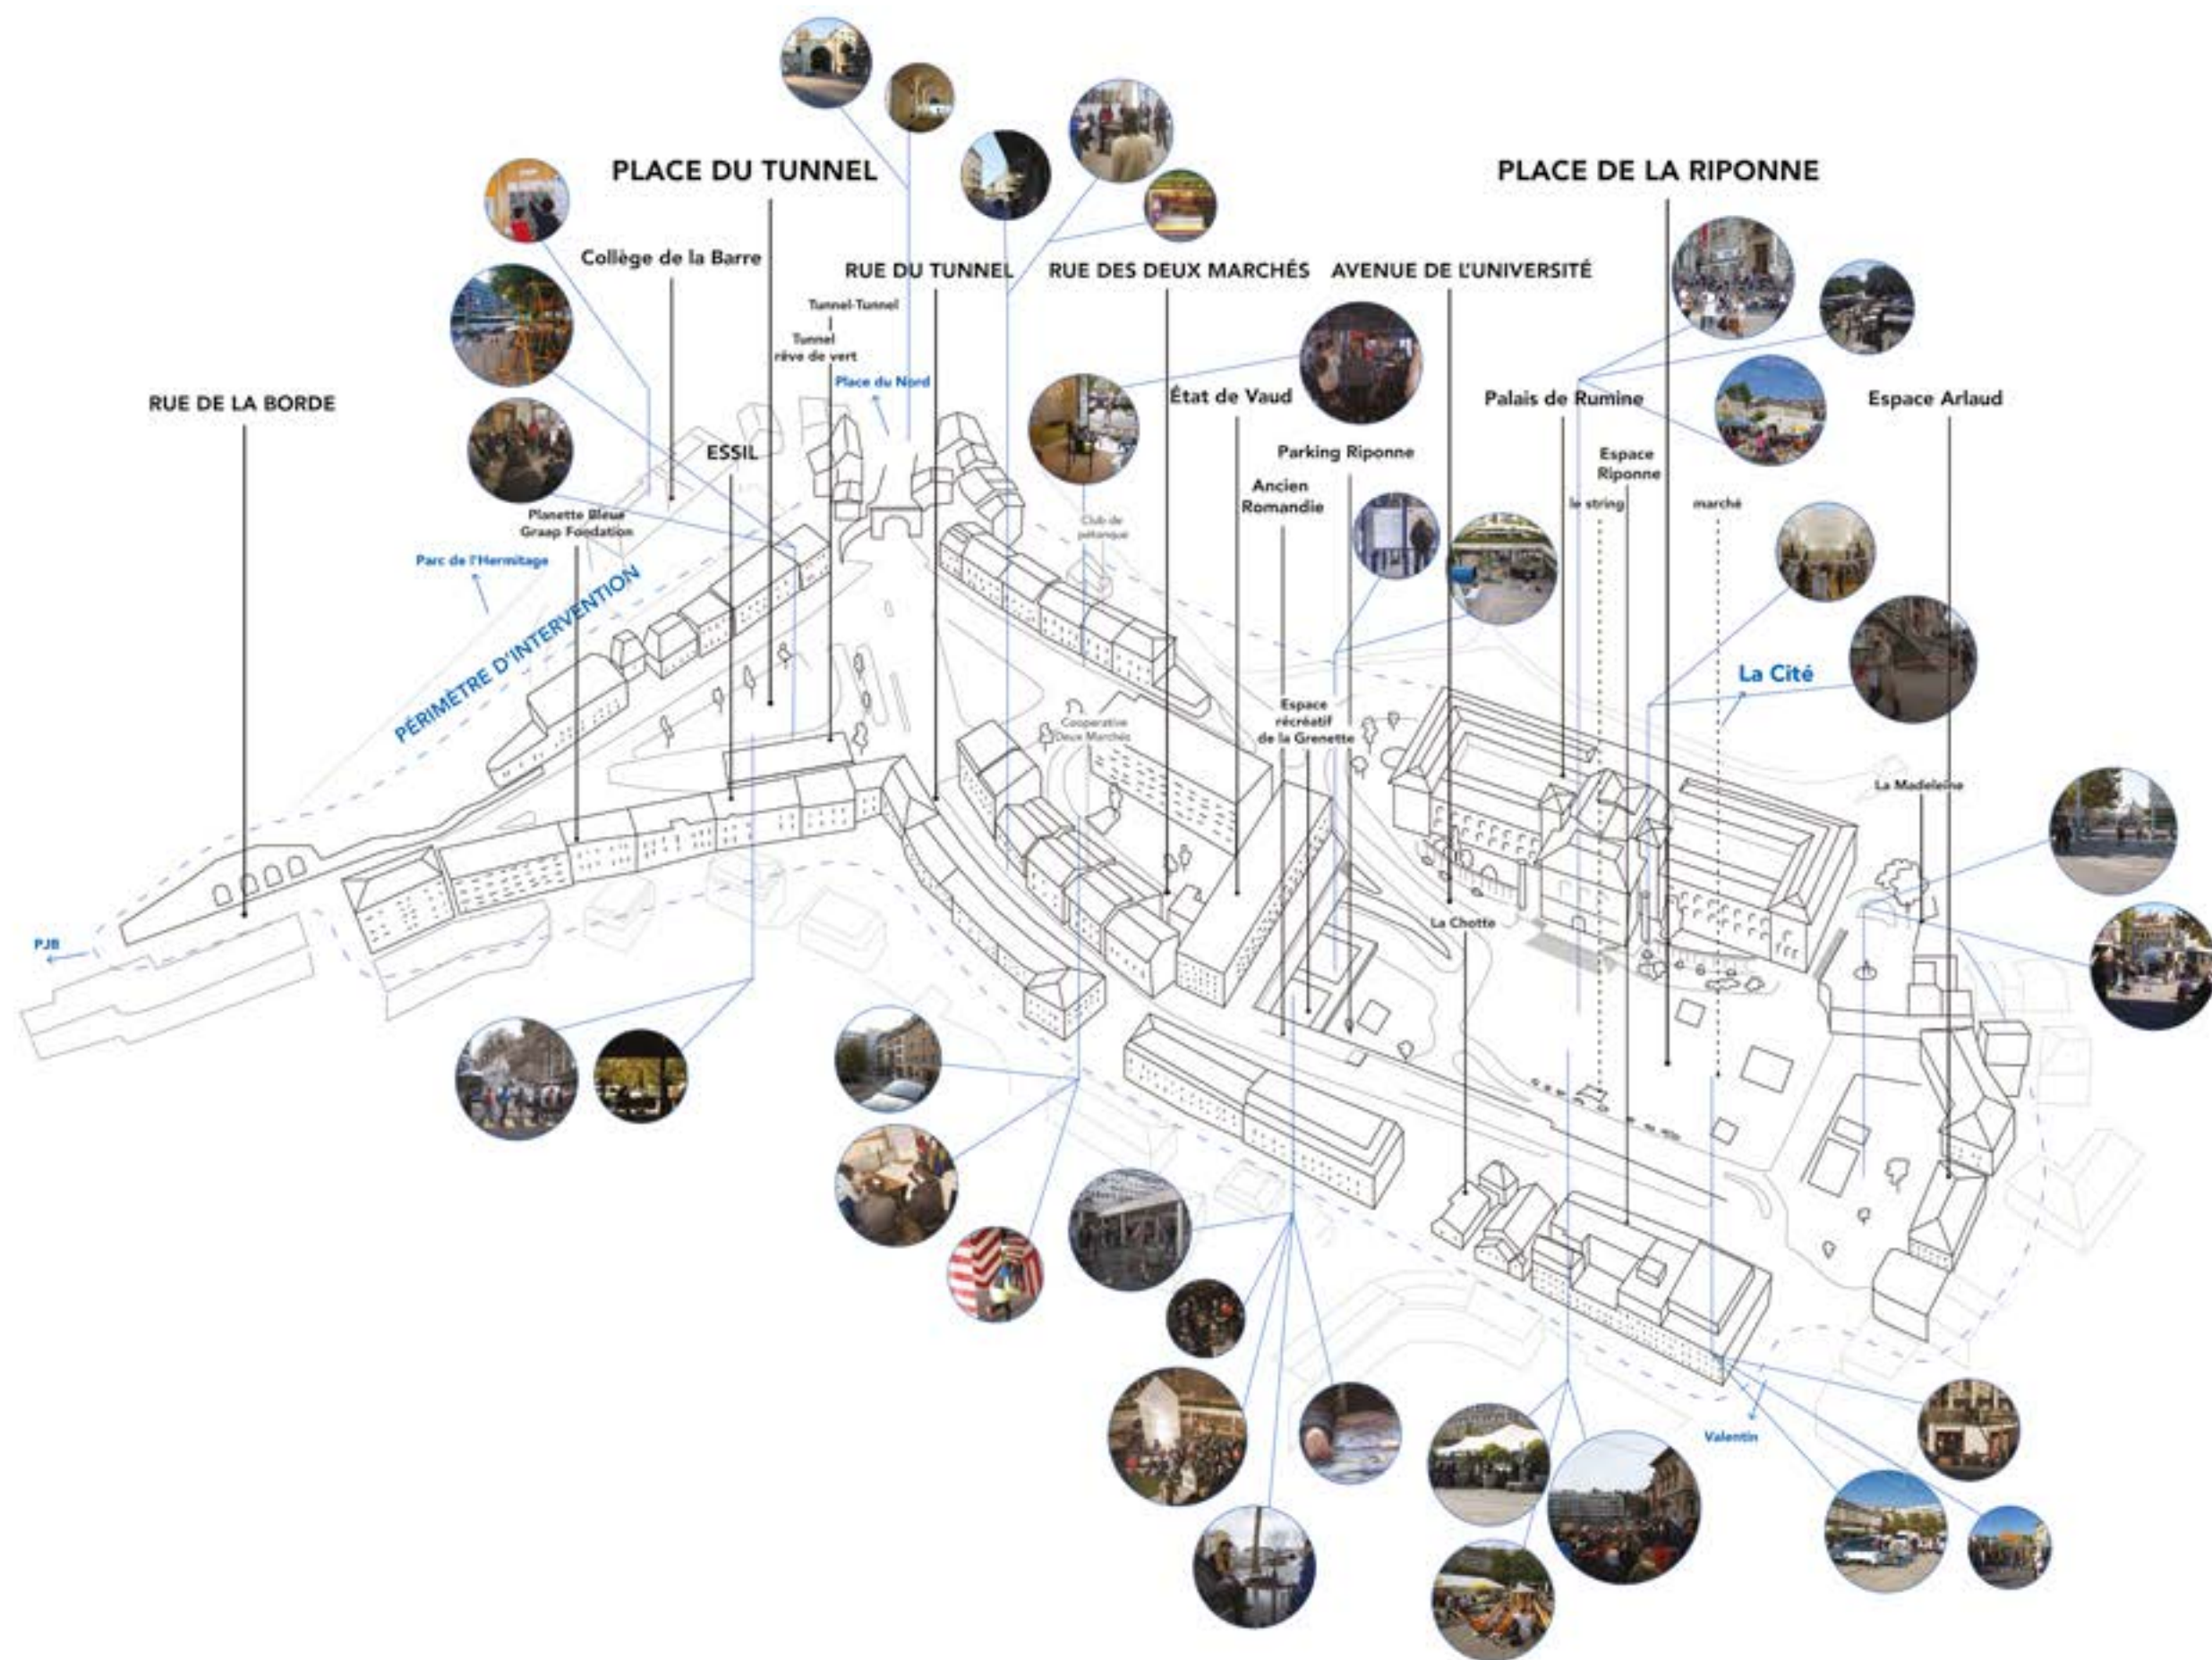 PLACE DU TUNNEL
PLACE DE LA RIPONNE
Collège de la Barre
RUE DU TUNNEL
RUE DES DEUX MARCHÉS
AVENUE DE L'UNIVERSITÉ
Tunnel-Tunnel
Tunnel
rêve de vert
Place du Nord
RUE DE LA BORDE
État de Vaud
Palais de Rumine
Espace Arlaud
ESSIL
Parking Riponne
Espace
Riponne
Ancien
Romandie
le string
marché
Planette Bleue
Graap Fondation
Club de
pétanque
Parc de l'Hermitage
PÉRIMÈTRE D'INTERVENTION
La Cité
Espace
récréatif
de la Grenette
Cooperative
Deux Marchés
La Madeleine
La Chotte
PJB
Valentin